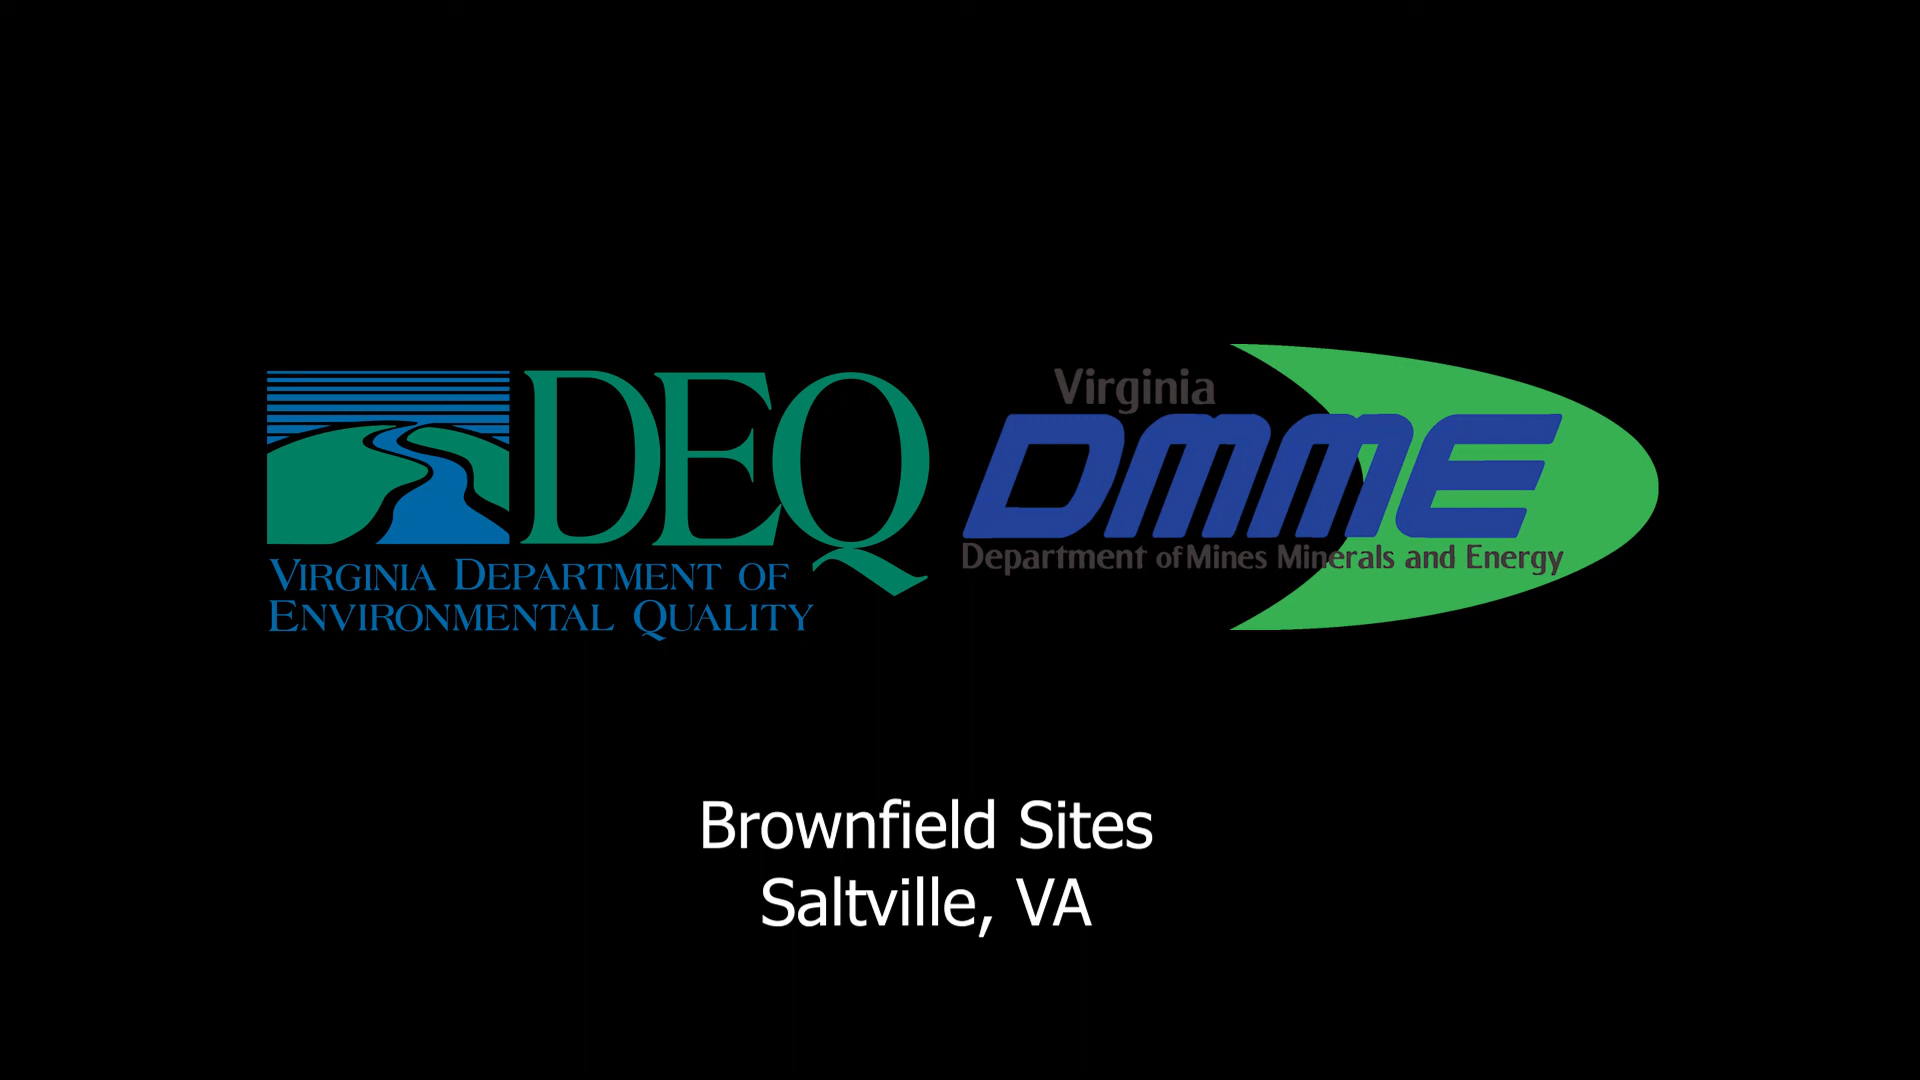 DEQ
VIRGINIA DEPARTMENT OF
ENVIRONMENTAL QUALITY
Virginia
DMME
Department of Mines Minerals and Energy
Brownfield Sites
Saltville, VA